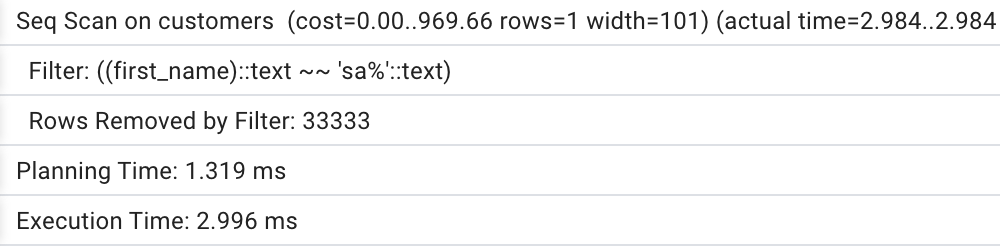 Seq Scan on customers  (cost=0.00..969.66 rows=1 width=101) (actual time=2.984..2.984
Filter: ((first_name)::text ~~ 'sa%'::text)
Rows Removed by Filter: 33333
Planning Time: 1.319 ms
Execution Time: 2.996 ms